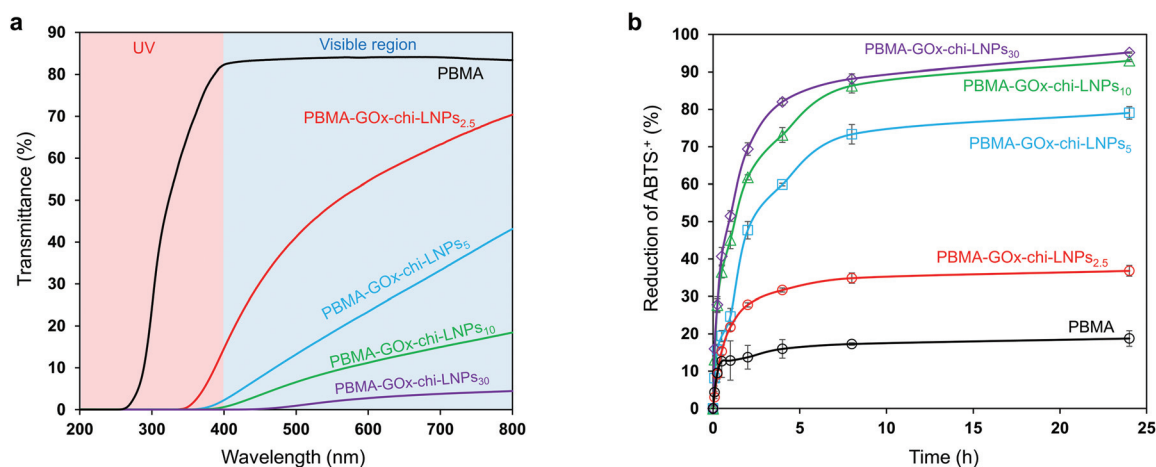 a
UV
Visible region
PBMA
PBMA-GOx-chi-LNPs2.5
PBMA-GOx-chi-LNPs5
PBMA-GOx-chi-LNPs10
PBMA-GOx-chi-LNPs30
Transmittance (%)
90
80
70
60
50
40
30
20
10
0
200 300 400 500 600 700 800
Wavelength (nm)
b
PBMA-GOx-chi-LNPs30
PBMA-GOx-chi-LNPs10
PBMA-GOx-chi-LNPs5
PBMA-GOx-chi-LNPs2.5
PBMA
Reduction of ABTS·+ (%)
100
90
80
70
60
50
40
30
20
10
0
0 5 10 15 20 25
Time (h)